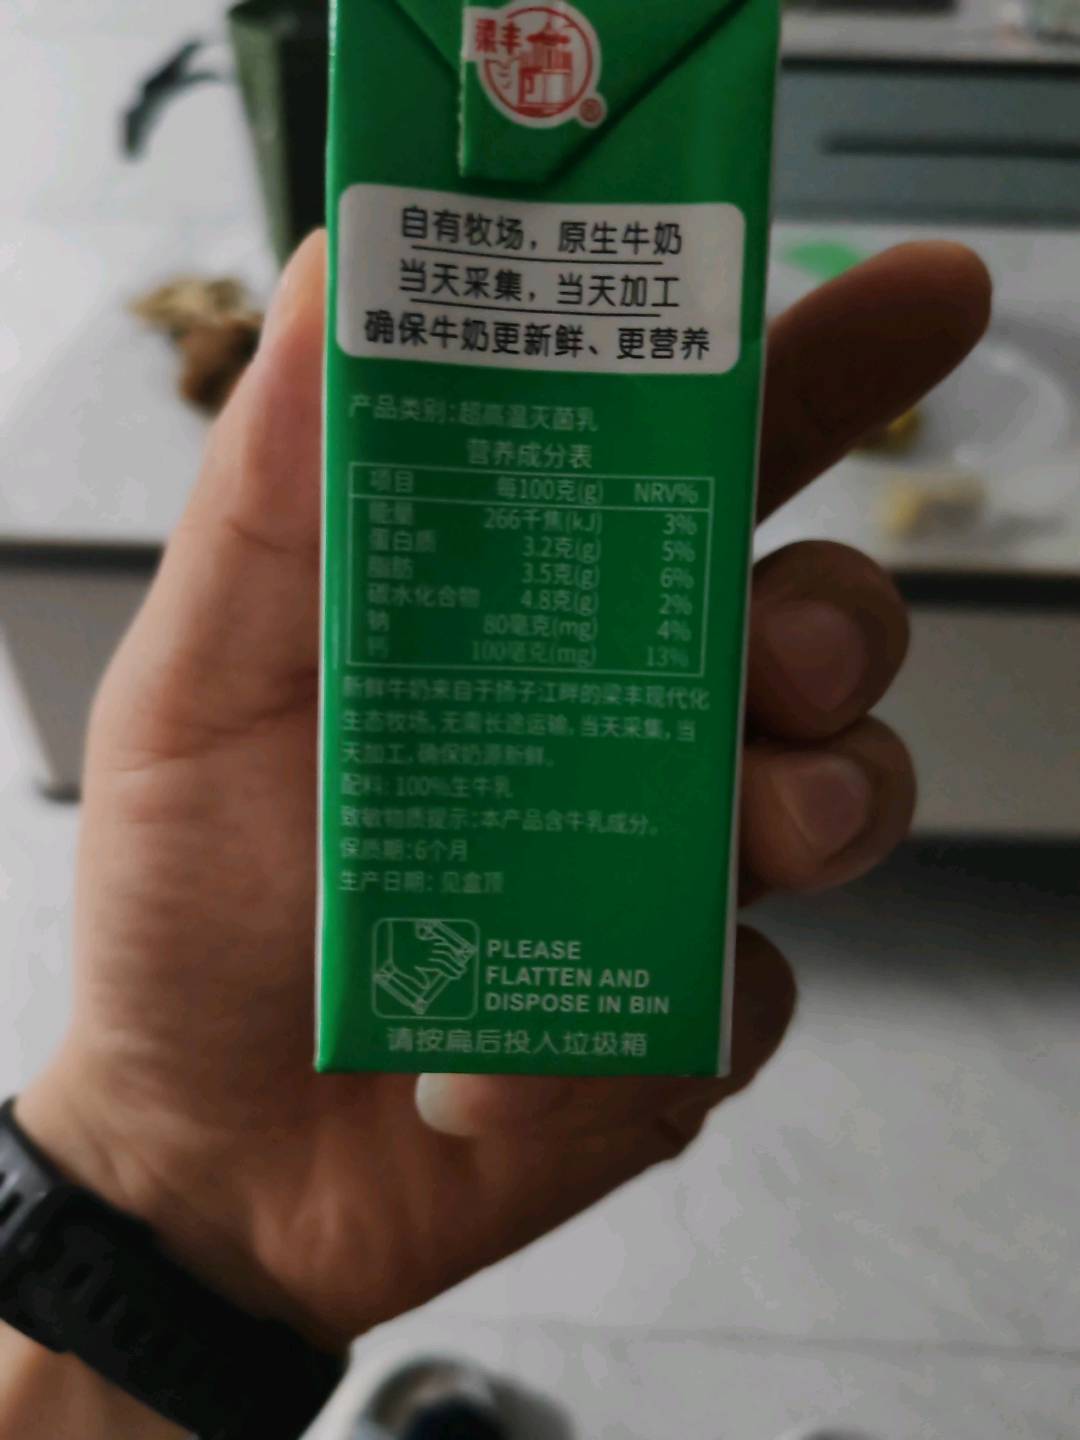 梁丰
®
自有牧场，原生牛奶
当天采集，当天加工
确保牛奶更新鲜、更营养
产品类别：超高温灭菌乳
营养成分表
项目 每100克(g) NRV%
能量 266千焦(kJ) 3%
蛋白质 3.2克(g) 5%
脂肪 3.5克(g) 6%
碳水化合物 4.8克(g) 2%
钠 80毫克(mg) 4%
钙 100毫克(mg) 13%
新鲜牛奶来自于扬子江畔的梁丰现代化
生态牧场，无需长途运输，当天采集，当
天加工，确保奶源新鲜。
配料：100%生牛乳
致敏物质提示：本产品含牛乳成分。
保质期：6个月
生产日期：见盒顶
PLEASE
FLATTEN AND
DISPOSE IN BIN
请按扁后投入垃圾箱